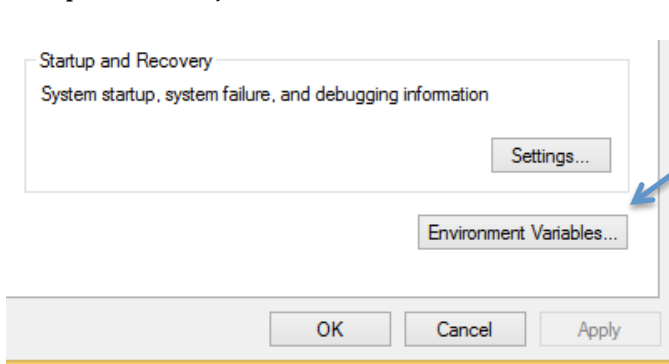 Startup and Recovery
System startup, system failure, and debugging information
Settings...
Environment Variables...
OK Cancel Apply